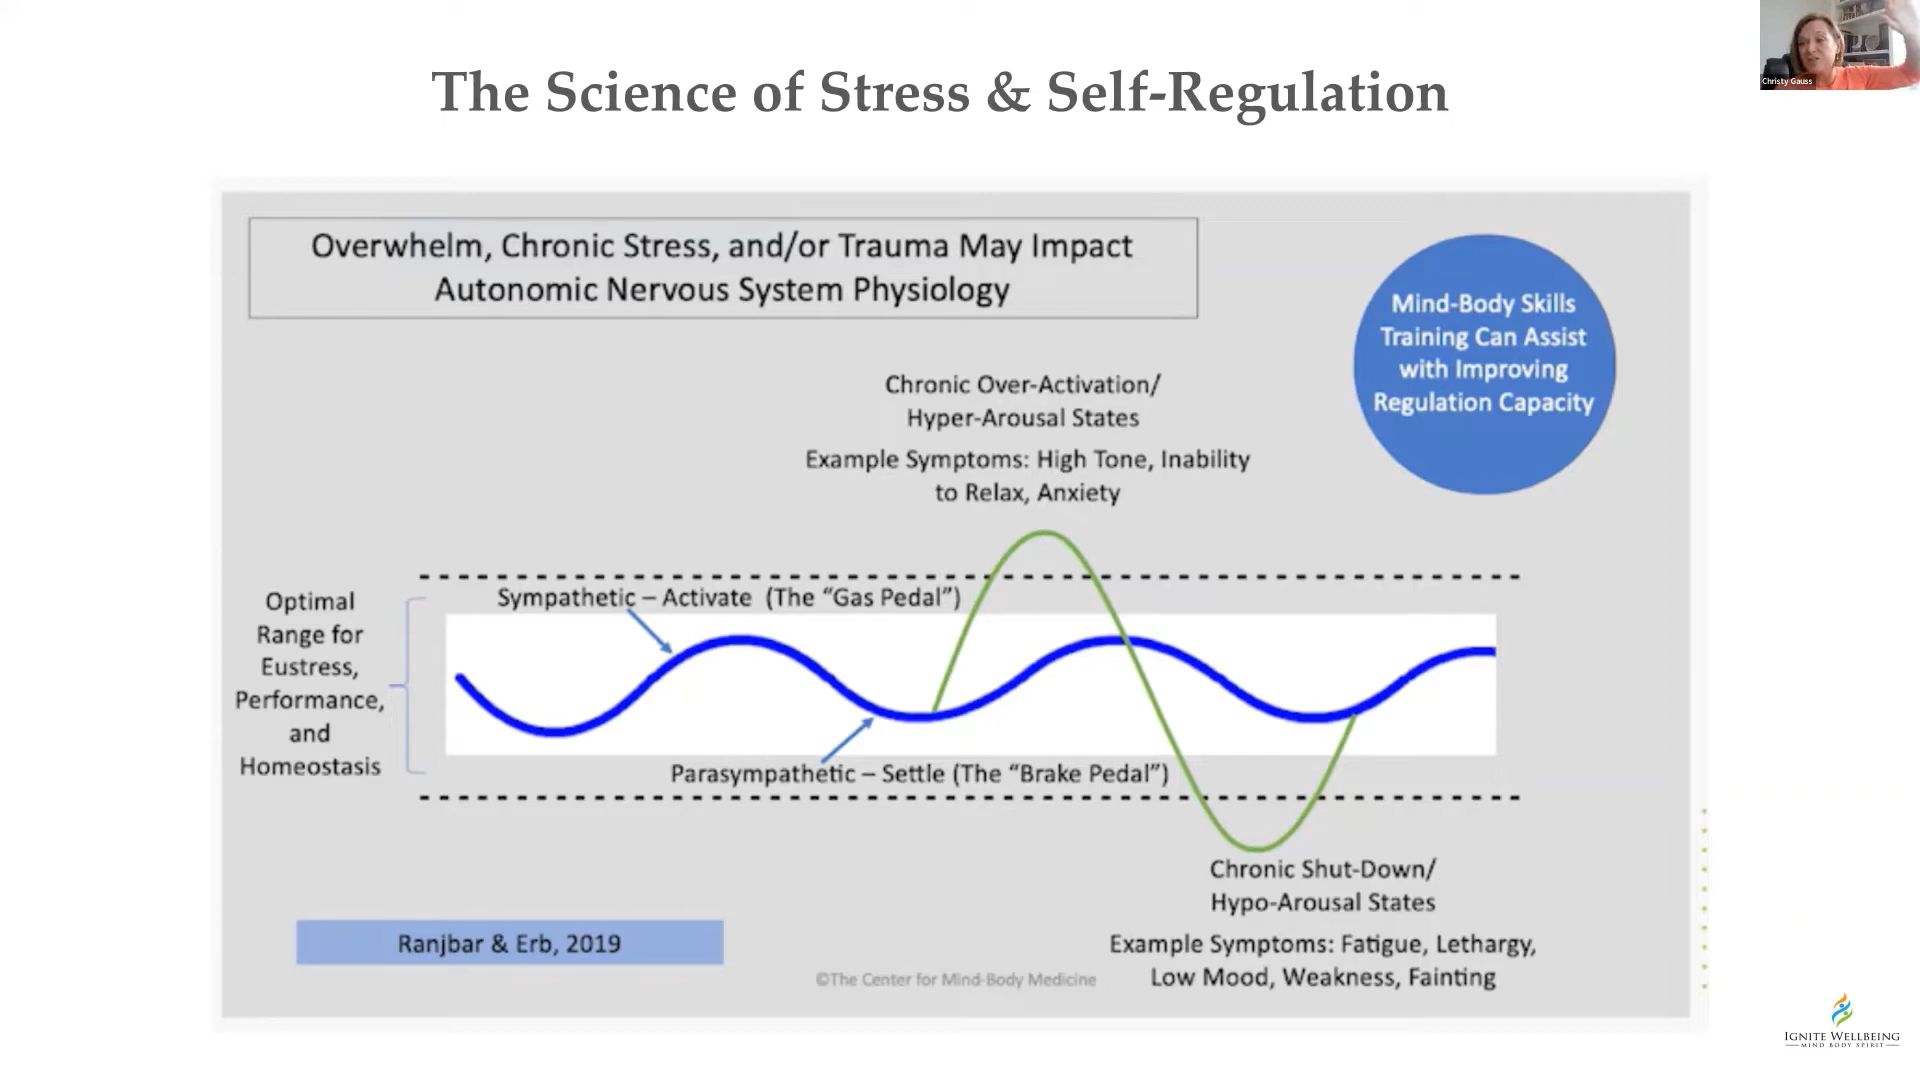 The Science of Stress & Self-Regulation
Christy Gauss
Overwhelm, Chronic Stress, and/or Trauma May Impact
Autonomic Nervous System Physiology
Mind-Body Skills
Training Can Assist
with Improving
Regulation Capacity
Chronic Over-Activation/
Hyper-Arousal States
Example Symptoms: High Tone, Inability
to Relax, Anxiety
Optimal
Range for
Eustress,
Performance,
and
Homeostasis
Sympathetic – Activate (The “Gas Pedal”)
Parasympathetic – Settle (The “Brake Pedal”)
Chronic Shut-Down/
Hypo-Arousal States
Example Symptoms: Fatigue, Lethargy,
Low Mood, Weakness, Fainting
Ranjbar & Erb, 2019
©The Center for Mind-Body Medicine
IGNITE WELLBEING
MIND BODY SPIRIT